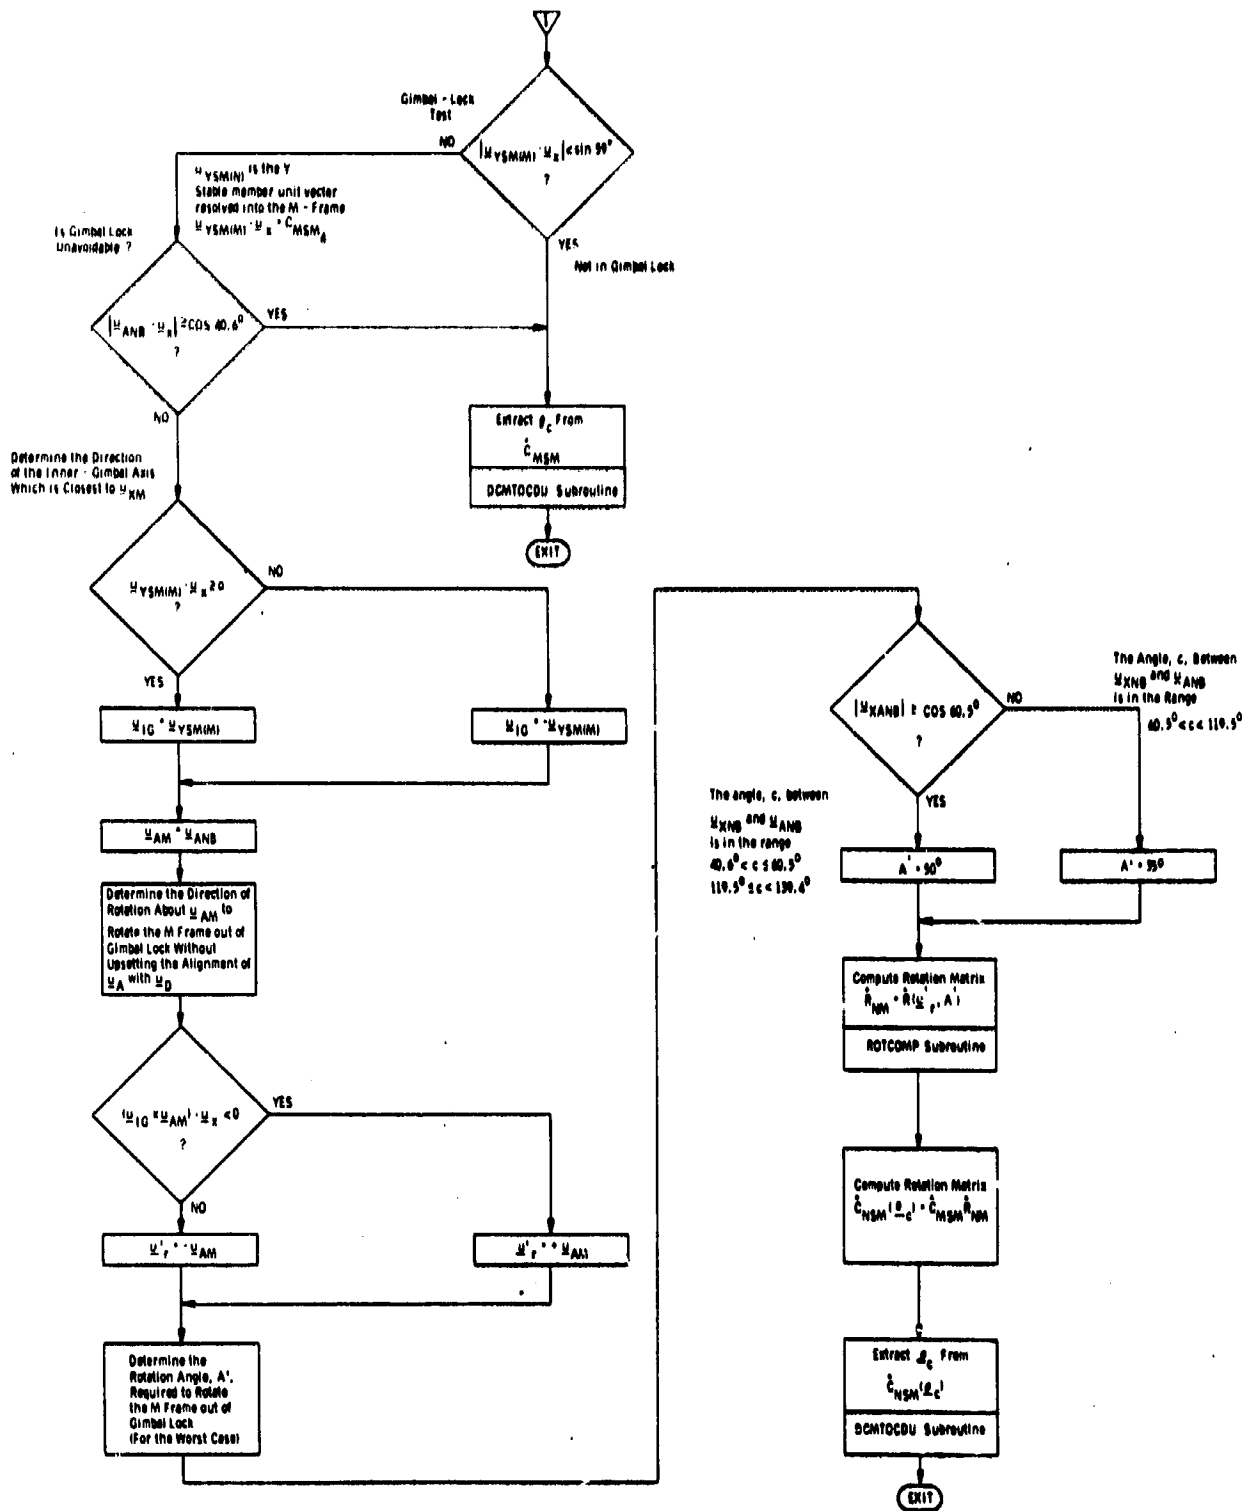 T
Gimbal - Lock
Test
NO
|u_YSM(M) · u_x| < sin 59°
?
u_YSM(M) is the Y
Stable member unit vector
resolved into the M - Frame
u_YSM(M) · u_x = C_MSM_4
YES
Not in Gimbal Lock
Is Gimbal Lock
Unavoidable ?
|u_ANB · u_x| ≥ COS 40.6°
?
YES
NO
Extract θ_c From
C*_MSM
DCMTOCDU Subroutine
EXIT
Determine the Direction
of the Inner - Gimbal Axis
Which is Closest to u_XM
u_YSM(M) · u_x ≥ 0
?
NO
YES
u_IG = u_YSM(M)
u_IG = -u_YSM(M)
u_AM = u_ANB
Determine the Direction of
Rotation About u_AM to
Rotate the M Frame out of
Gimbal Lock Without
Upsetting the Alignment of
u_A with u_D
(u_IG × u_AM) · u_x < 0
?
YES
NO
u'_r = - u_AM
u'_r = + u_AM
Determine the
Rotation Angle, A',
Required to Rotate
the M Frame out of
Gimbal Lock
(For the Worst Case)
|u_XANB| ≥ COS 60.5°
?
NO
The Angle, c, Between
u_XNB and u_ANB
is in the Range
60.5° < c < 119.5°
YES
The angle, c, between
u_XNB and u_ANB
is in the range
40.6° < c ≤ 60.5°
119.5° ≤ c < 139.4°
A' = 50°
A' = 35°
Compute Rotation Matrix
R*_NM = R*(u'_r, A')
ROTCOMP Subroutine
Compute Rotation Matrix
C*_NSM(θ_c) = C*_MSM R*_NM
Extract θ_c From
C*_NSM(θ_c)
DCMTOCDU Subroutine
EXIT